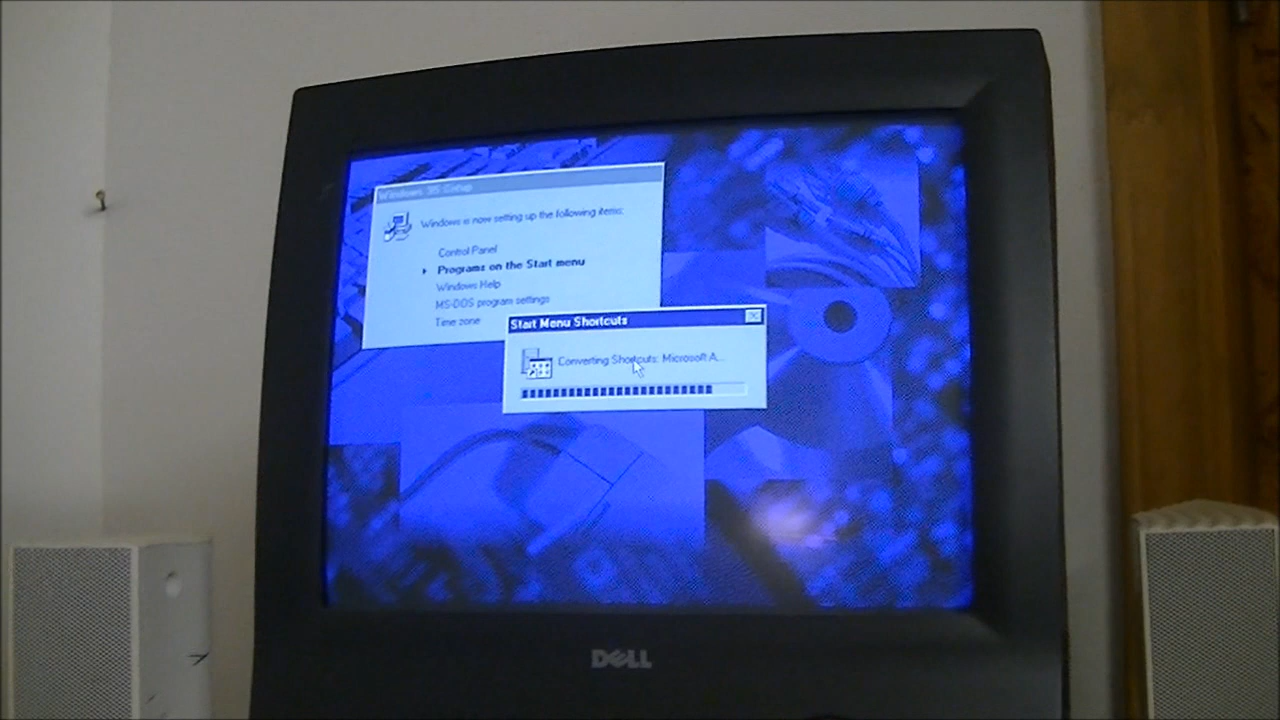 Windows 95 Setup
Windows is now setting up the following items:
Control Panel
Programs on the Start menu
Windows Help
MS-DOS program settings
Time zone
Start Menu Shortcuts
Converting Shortcuts: Microsoft A...
DELL